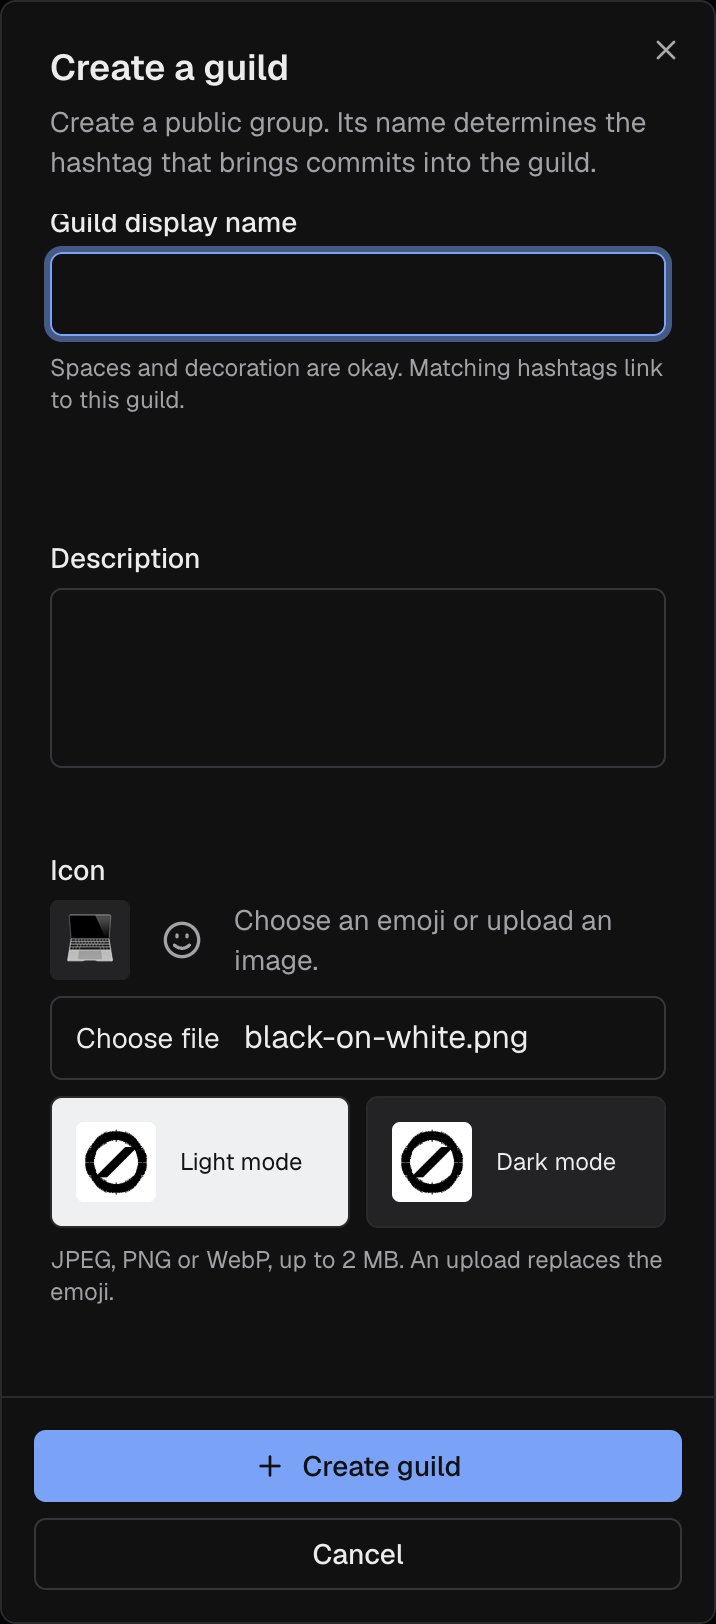 Create a guild
Create a public group. Its name determines the
hashtag that brings commits into the guild.
Guild display name
Spaces and decoration are okay. Matching hashtags link
to this guild.
Description
Icon
Choose an emoji or upload an
image.
Choose file black-on-white.png
Light mode
Dark mode
JPEG, PNG or WebP, up to 2 MB. An upload replaces the
emoji.
Create guild
Cancel